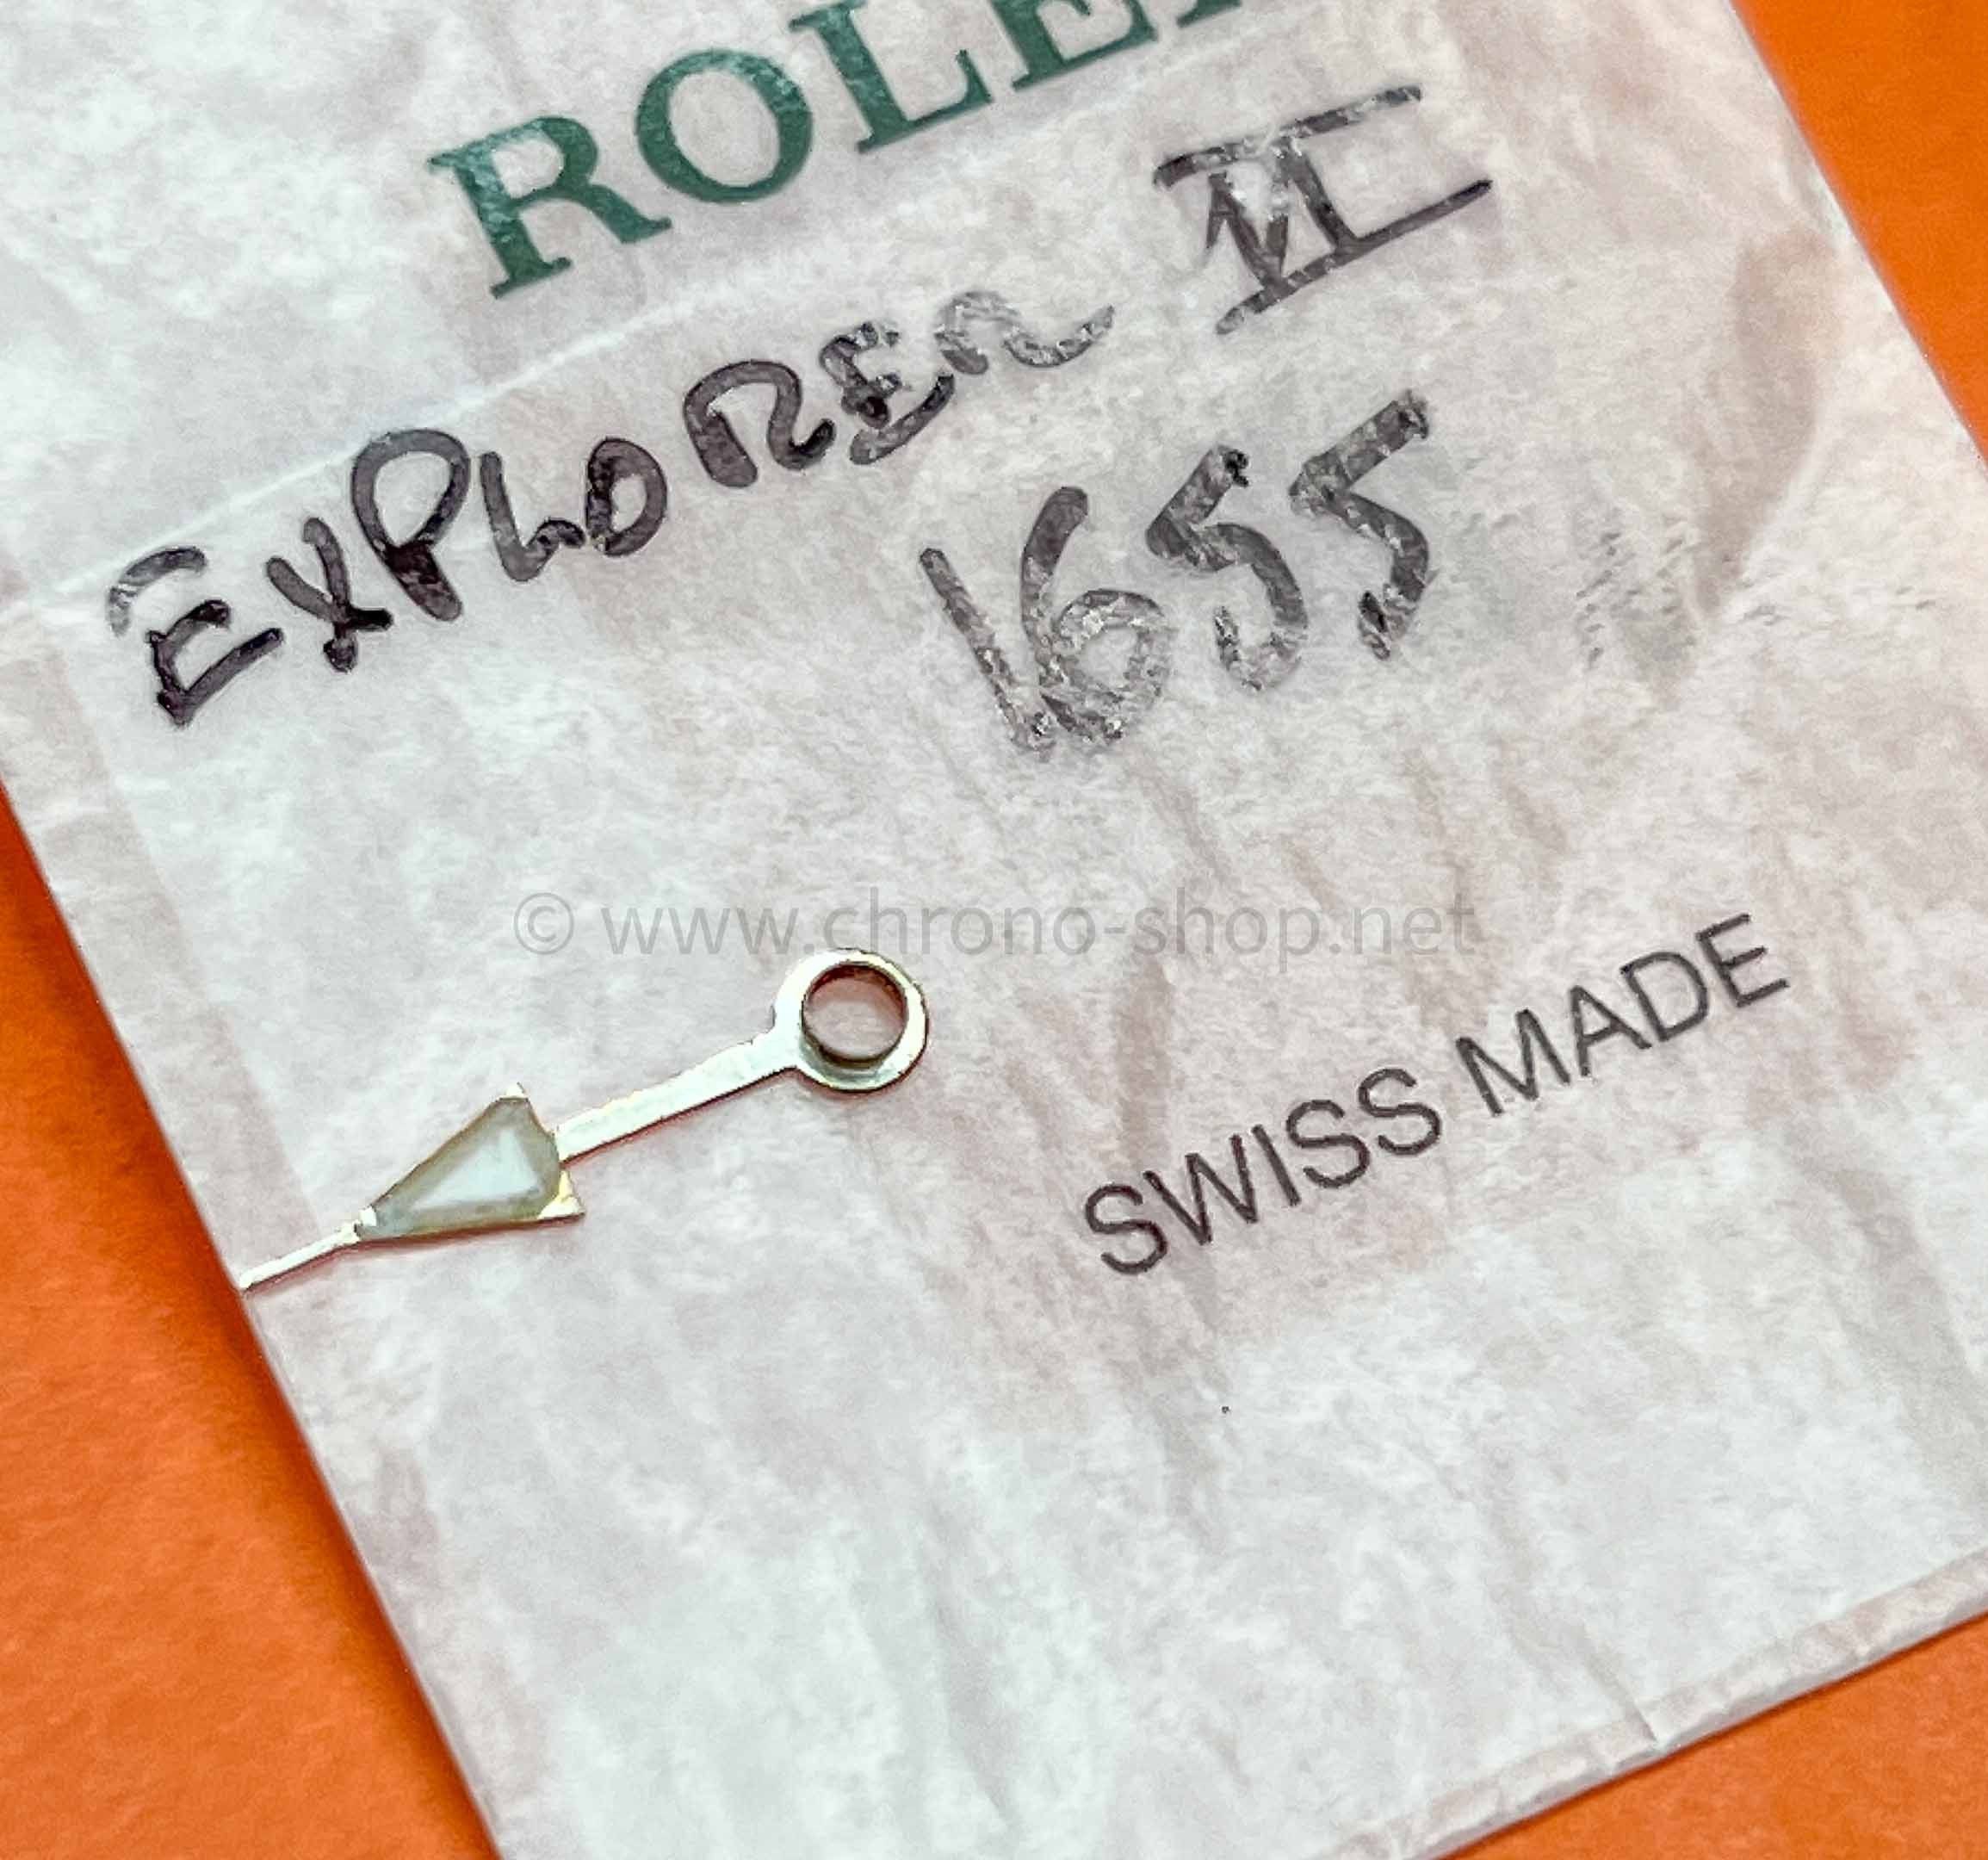 ROLEX
EXPLORER II
1655
© www.chrono-shop.net
SWISS MADE